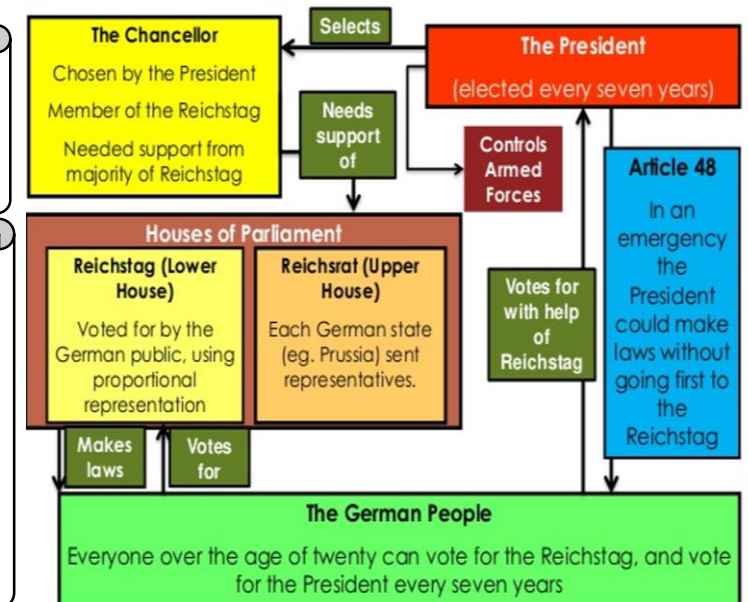 The Chancellor
Chosen by the President
Member of the Reichstag
Needed support from
majority of Reichstag
Selects
The President
(elected every seven years)
Needs
support
of
Controls
Armed
Forces
Article 48
In an
emergency
the
President
could make
laws without
going first to
the
Reichstag
Houses of Parliament
Reichstag (Lower
House)
Voted for by the
German public, using
proportional
representation
Reichsrat (Upper
House)
Each German state
(eg. Prussia) sent
representatives.
Votes for
with help
of
Reichstag
Makes
laws
Votes
for
The German People
Everyone over the age of twenty can vote for the Reichstag, and vote
for the President every seven years